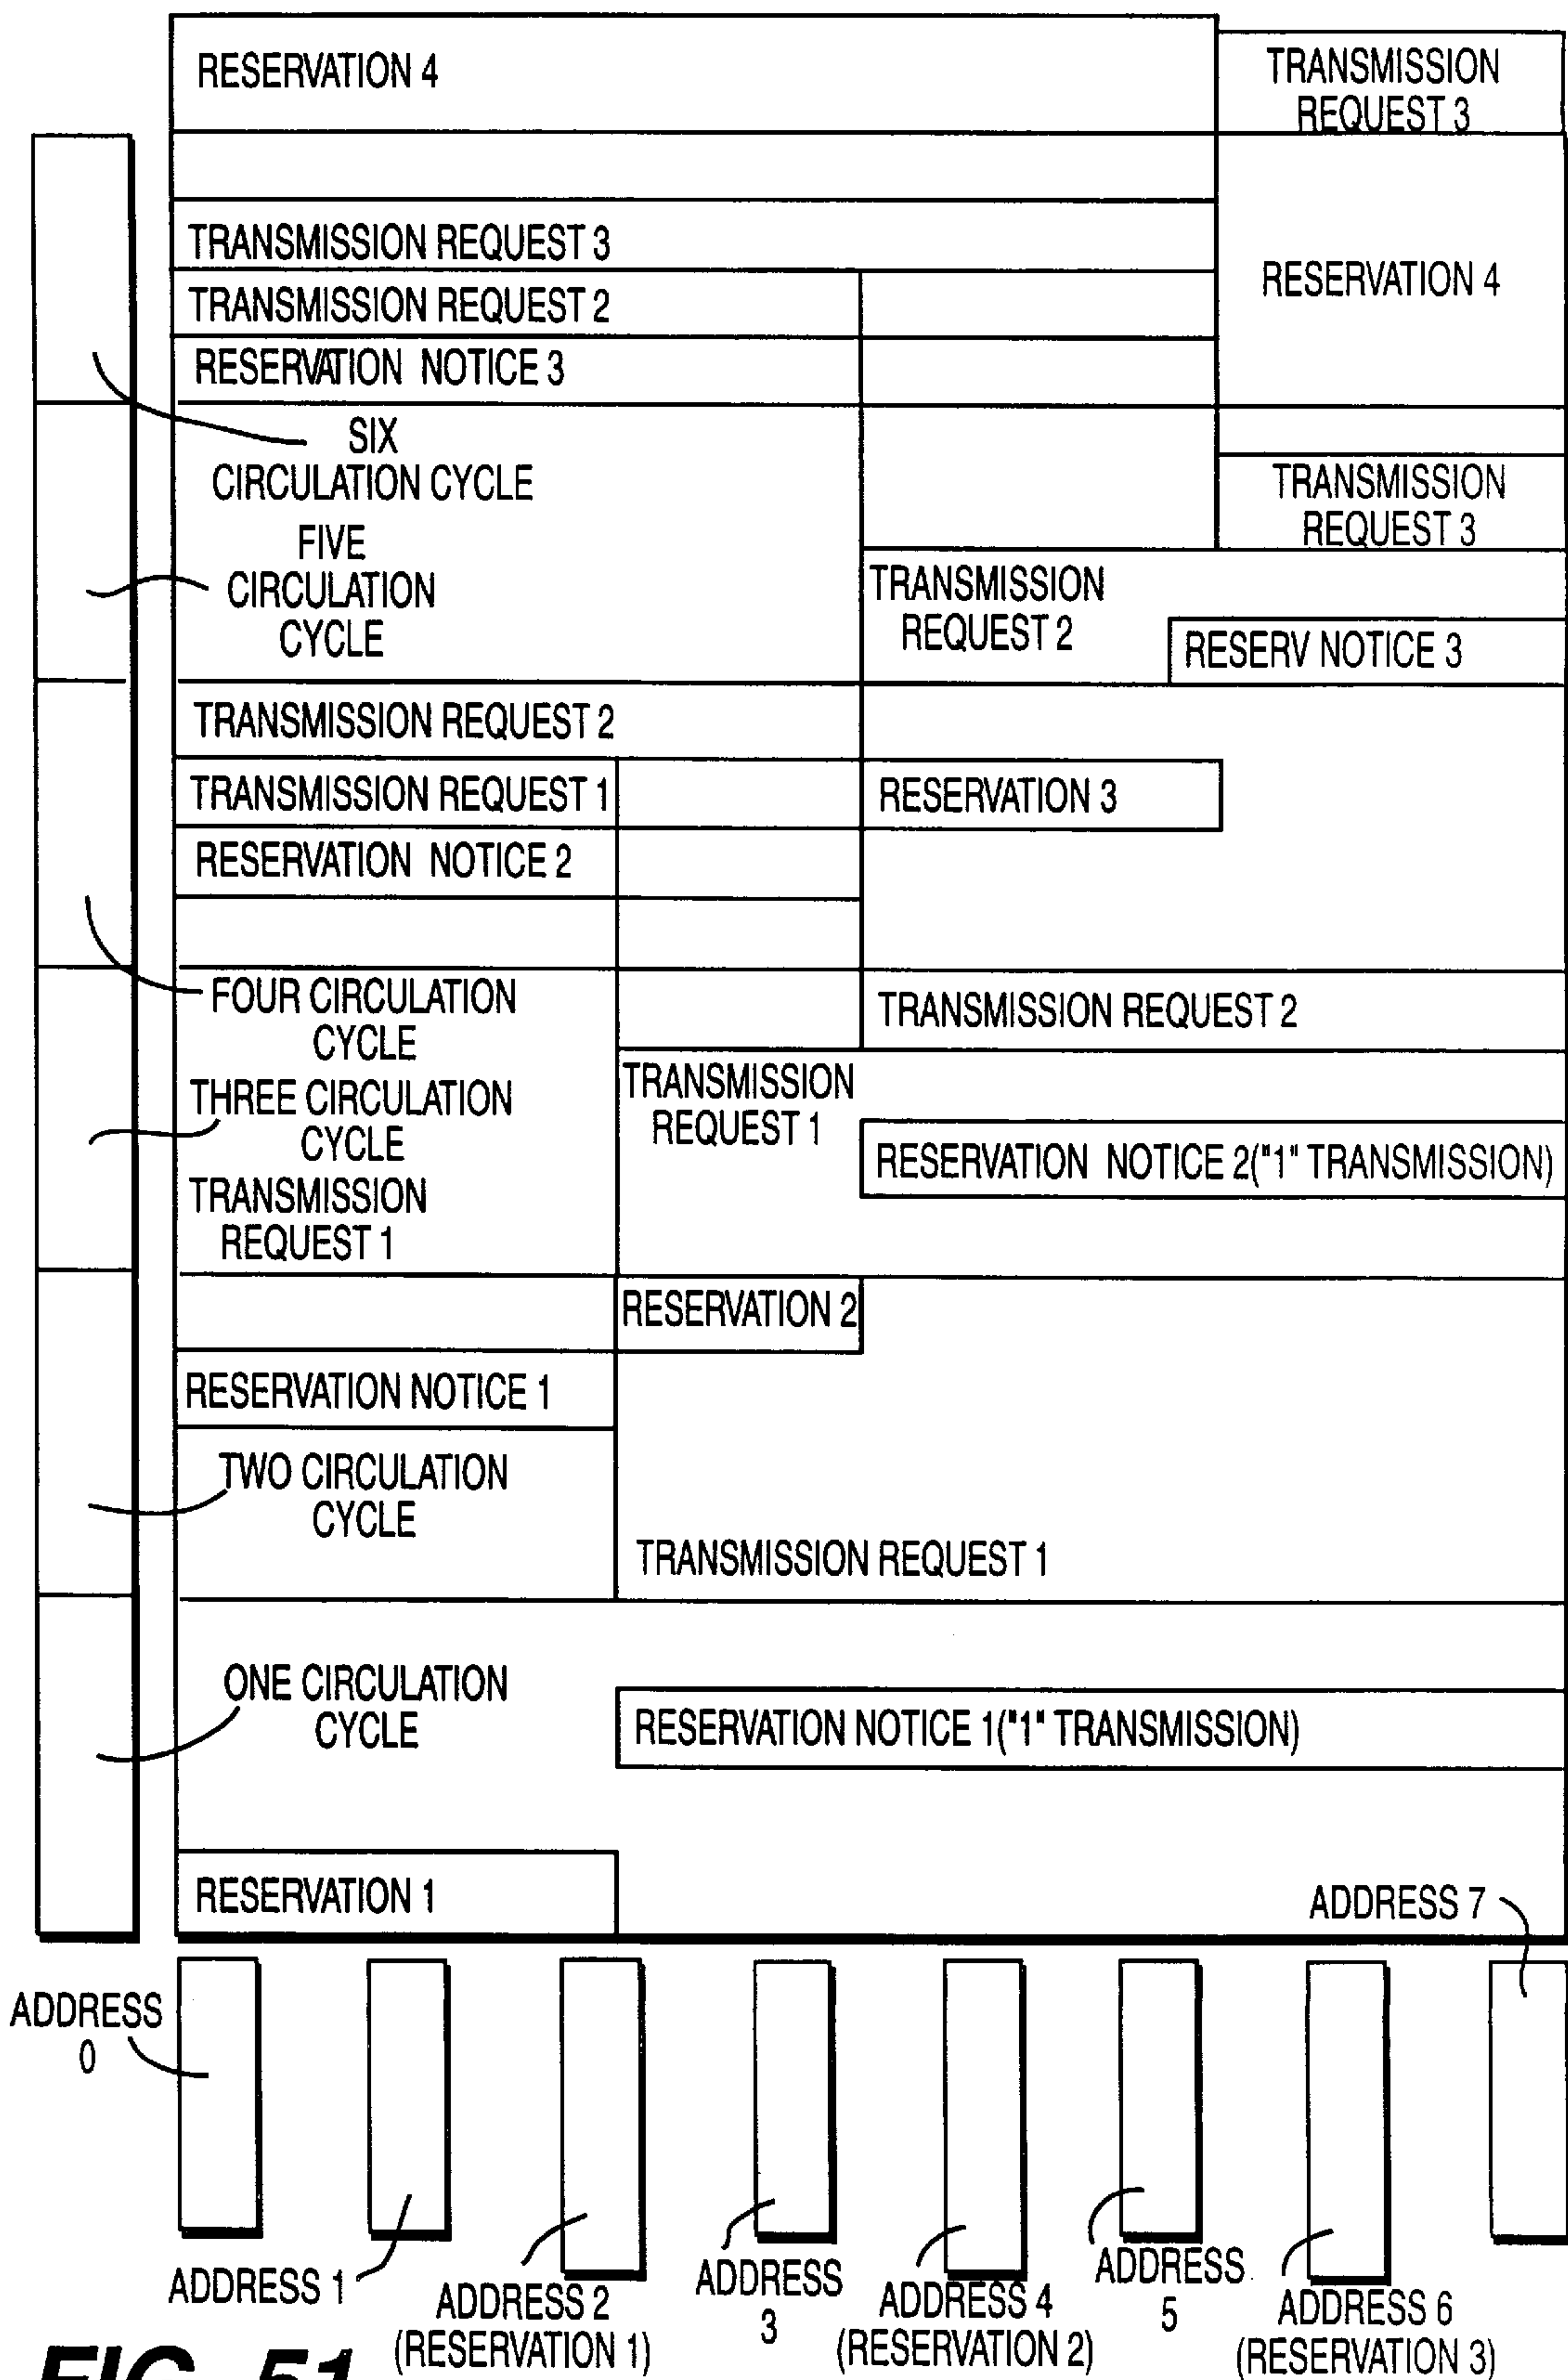 RESERVATION 4
TRANSMISSION
REQUEST 3
TRANSMISSION REQUEST 3
RESERVATION 4
TRANSMISSION REQUEST 2
RESERVATION NOTICE 3
SIX
CIRCULATION CYCLE
TRANSMISSION
REQUEST 3
FIVE
CIRCULATION
CYCLE
TRANSMISSION
REQUEST 2
RESERV NOTICE 3
TRANSMISSION REQUEST 2
TRANSMISSION REQUEST 1
RESERVATION 3
RESERVATION NOTICE 2
FOUR CIRCULATION
CYCLE
TRANSMISSION REQUEST 2
THREE CIRCULATION
CYCLE
TRANSMISSION
REQUEST 1
RESERVATION NOTICE 2("1" TRANSMISSION)
TRANSMISSION
REQUEST 1
RESERVATION 2
RESERVATION NOTICE 1
TWO CIRCULATION
CYCLE
TRANSMISSION REQUEST 1
ONE CIRCULATION
CYCLE
RESERVATION NOTICE 1("1" TRANSMISSION)
RESERVATION 1
ADDRESS 7
ADDRESS
0
ADDRESS 1
ADDRESS 2
(RESERVATION 1)
ADDRESS
3
ADDRESS 4
(RESERVATION 2)
ADDRESS
5
ADDRESS 6
(RESERVATION 3)
FIG. 51